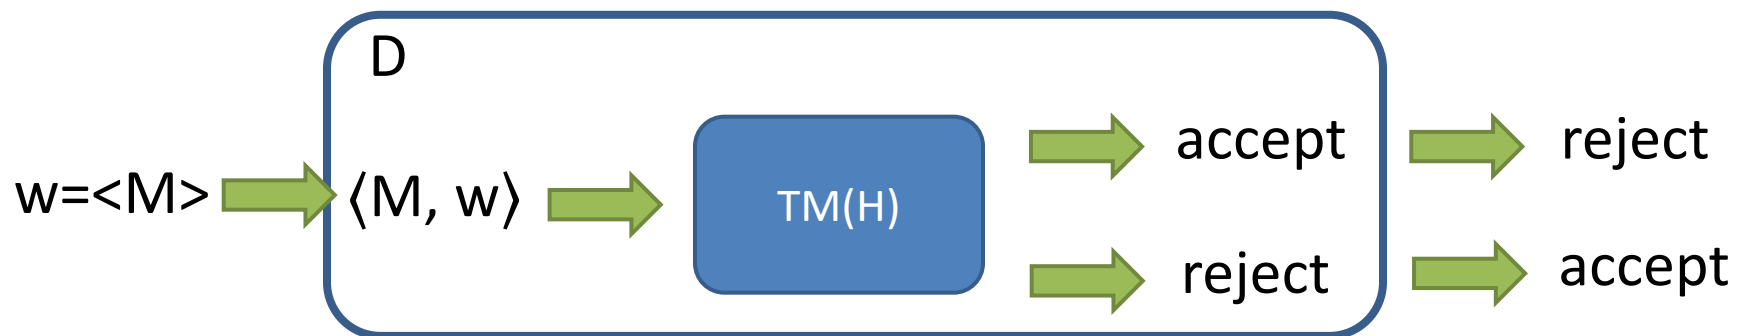 D
w=<M>
⟨M, w⟩
TM(H)
accept
reject
reject
accept